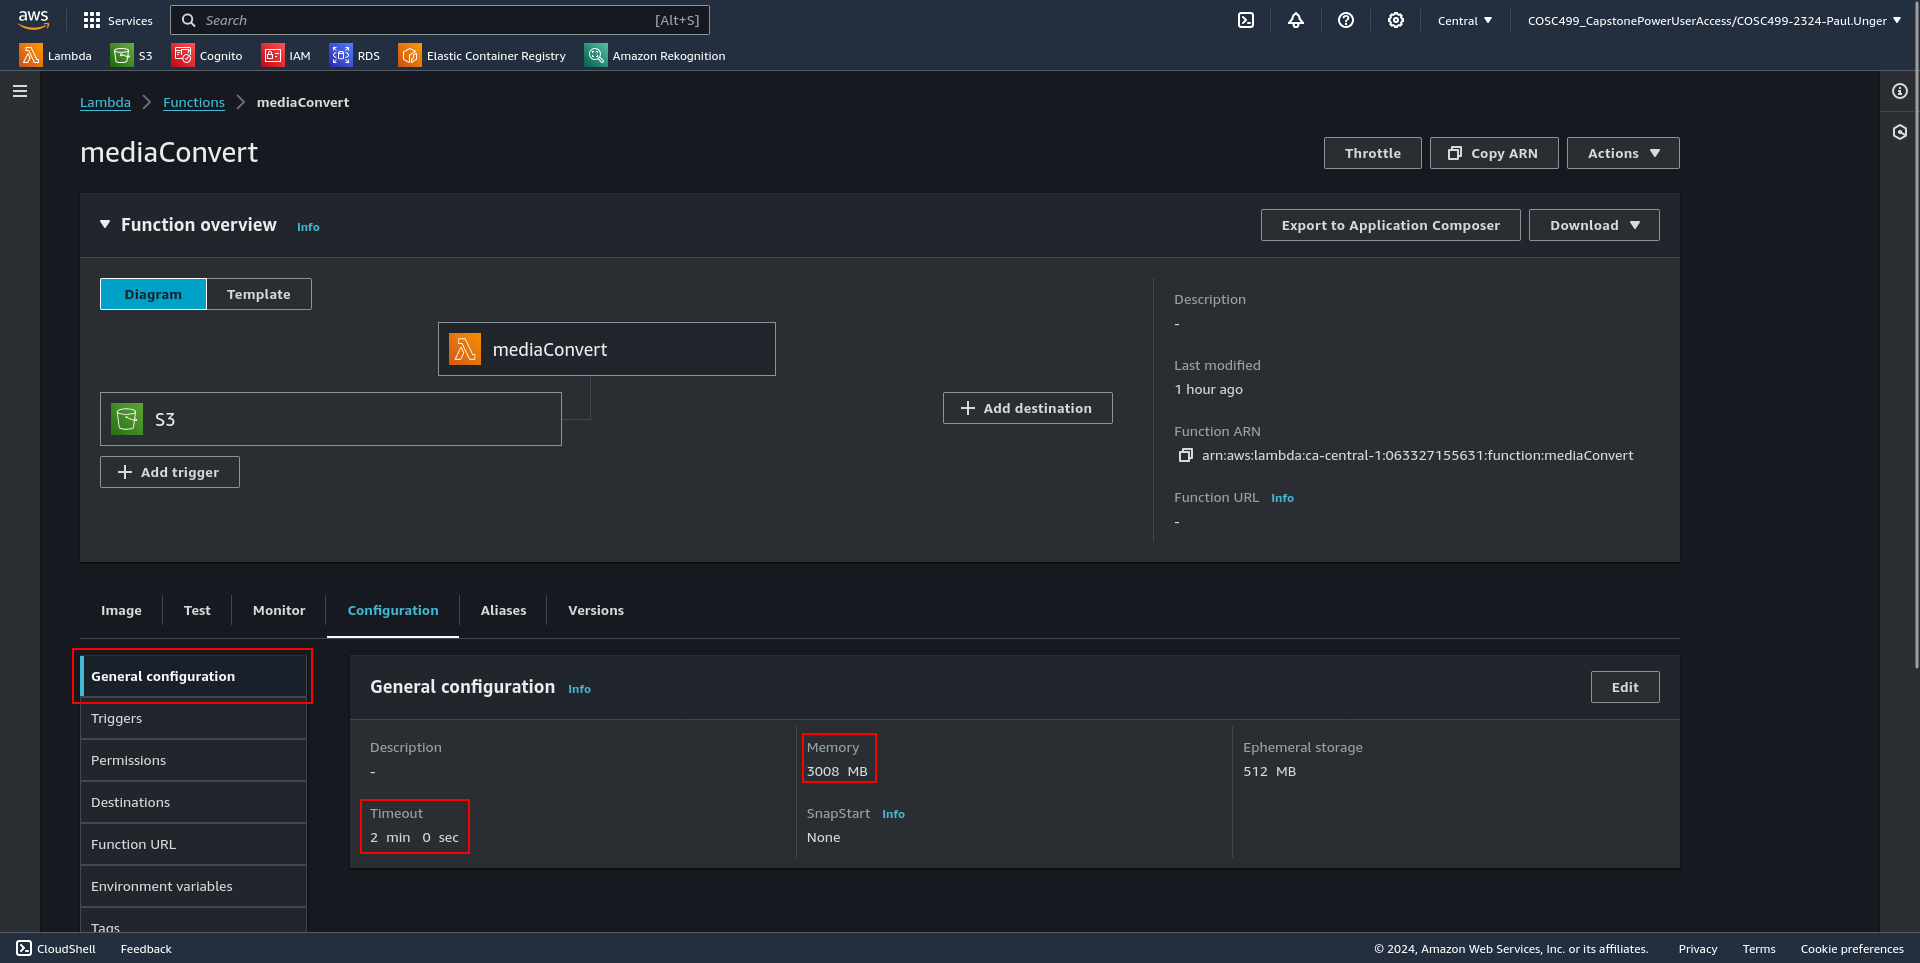 aws
Services
Search
[Alt+S]
Central
COSC499_CapstonePowerUserAccess/COSC499-2324-Paul.Unger
Lambda
S3
Cognito
IAM
RDS
Elastic Container Registry
Amazon Rekognition
Lambda
Functions
mediaConvert
mediaConvert
Throttle
Copy ARN
Actions
Function overview
Info
Export to Application Composer
Download
Diagram
Template
mediaConvert
S3
Add trigger
Add destination
Description
-
Last modified
1 hour ago
Function ARN
arn:aws:lambda:ca-central-1:063327155631:function:mediaConvert
Function URL Info
-
Image
Test
Monitor
Configuration
Aliases
Versions
General configuration
Triggers
Permissions
Destinations
Function URL
Environment variables
Tags
General configuration Info
Edit
Description
-
Memory
3008 MB
Ephemeral storage
512 MB
Timeout
2 min 0 sec
SnapStart Info
None
CloudShell
Feedback
© 2024, Amazon Web Services, Inc. or its affiliates.
Privacy
Terms
Cookie preferences